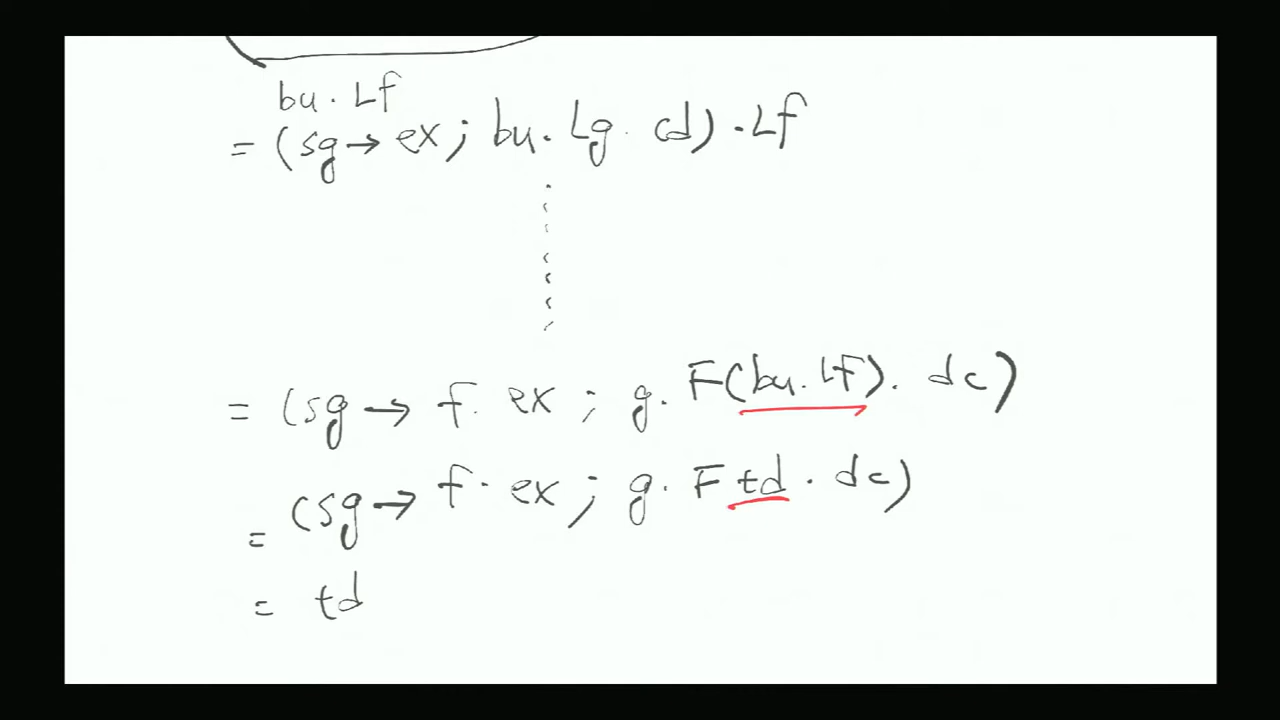 bu · Lf
= (sg → ex ; bu · Lg · cd) · Lf
= (sg → f · ex ; g · F(bu · Lf) · dc)
= (sg → f · ex ; g · F td · dc)
= td